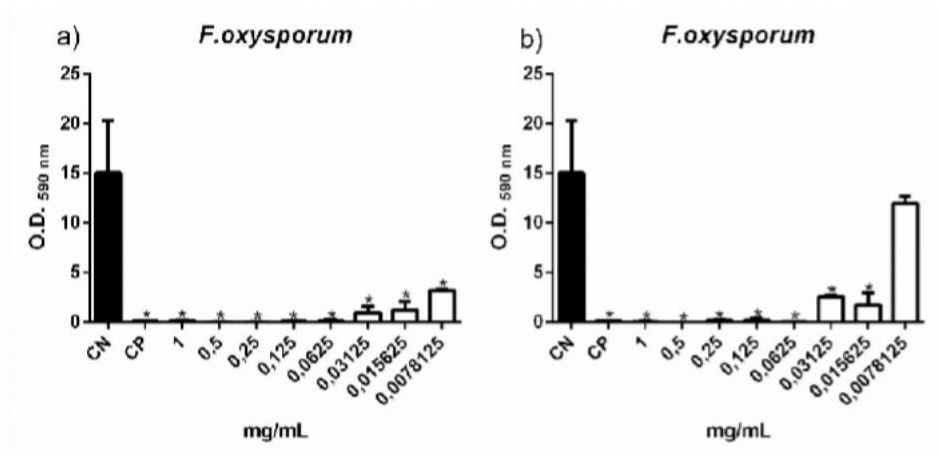 a) F.oxysporum
25
20
15
10
5
0
O.D. 590 nm
* * * * * * * * *
CN CP 1 0,5 0,25 0,125 0,0625 0,03125 0,015625 0,0078125
mg/mL
b) F.oxysporum
25
20
15
10
5
0
O.D. 590 nm
* * * * * * * *
CN CP 1 0,5 0,25 0,125 0,0625 0,03125 0,015625 0,0078125
mg/mL